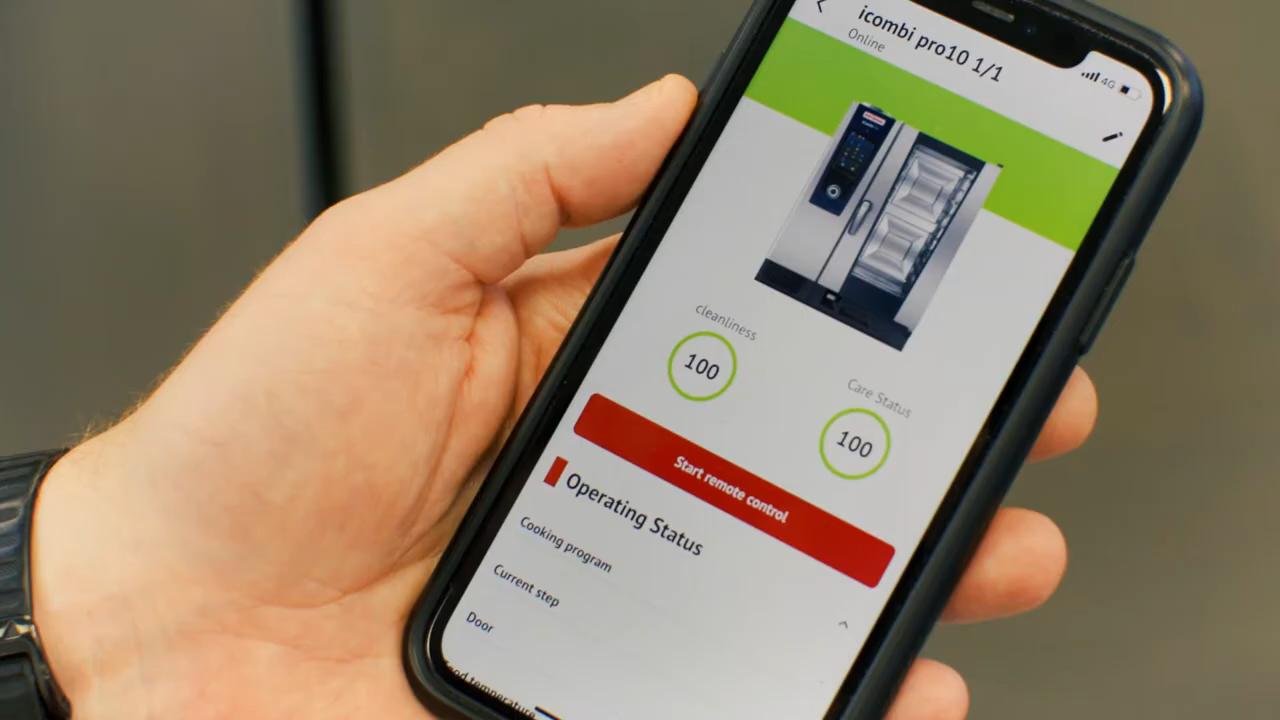 icombi pro10 1/1
Online
4G
cleanliness
100
Care Status
100
Start remote control
Operating Status
Cooking program
Current step
Door
temperature